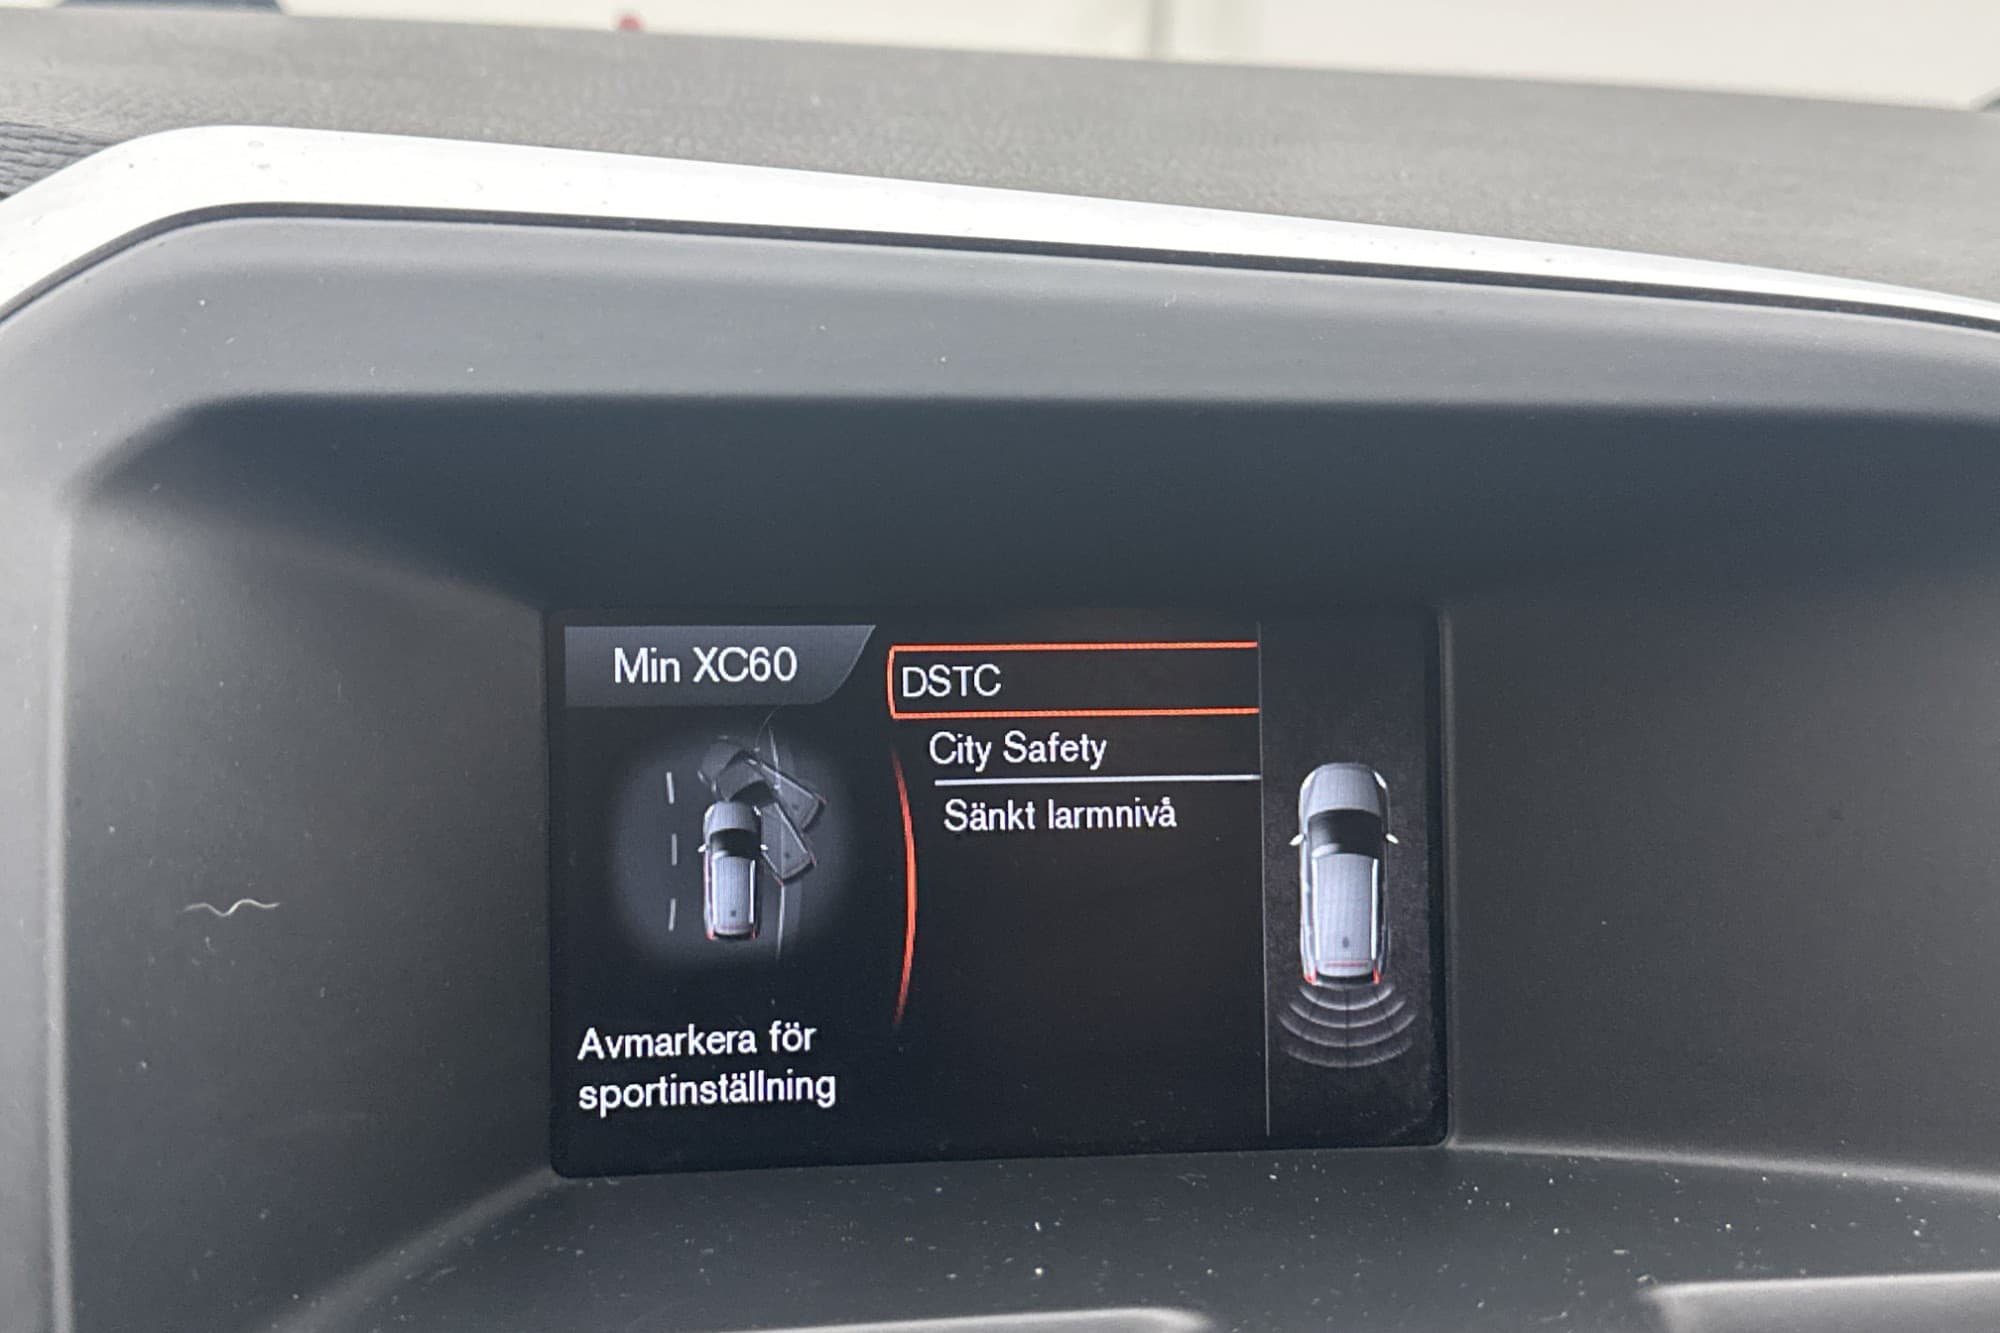 Min XC60
DSTC
City Safety
Sänkt larmnivå
Avmarkera för
sportinställning